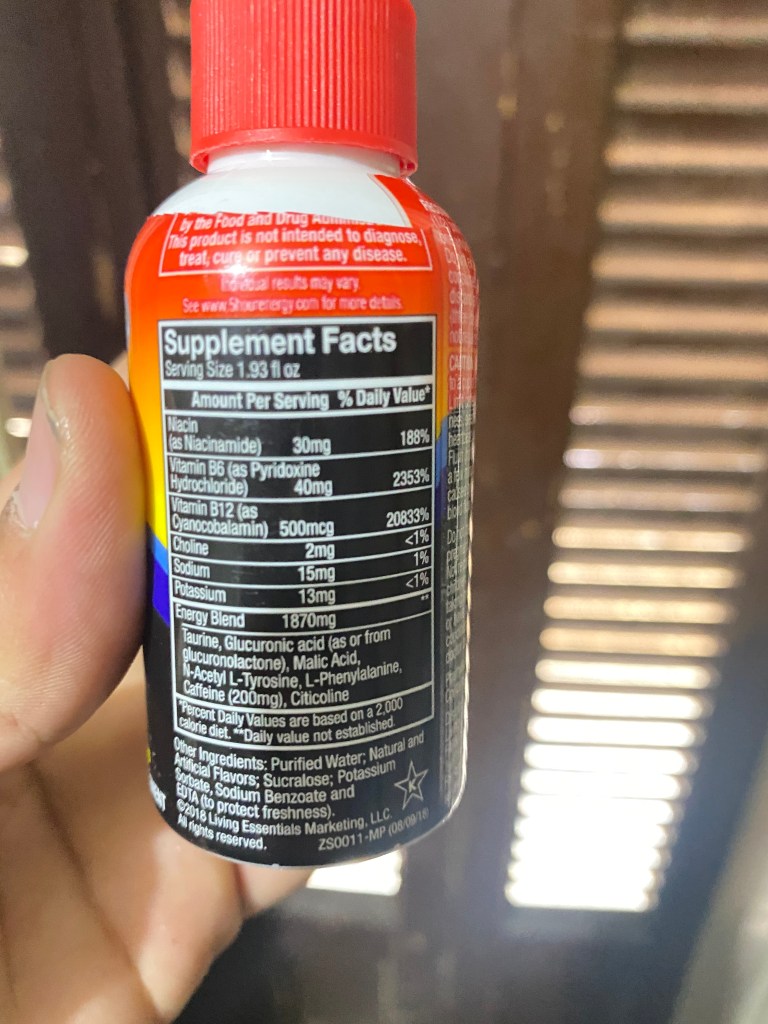 by the Food and Drug
This product is not intended to diagnose,
treat, cure or prevent any disease.
Individual results may vary.
See www.5hourenergy.com for more details.
Supplement Facts
Serving Size 1.93 fl oz
Amount Per Serving % Daily Value*
Niacin
(as Niacinamide) 30mg 188%
Vitamin B6 (as Pyridoxine
Hydrochloride) 40mg 2353%
Vitamin B12 (as
Cyanocobalamin) 500mcg 20833%
Choline 2mg <1%
Sodium 15mg 1%
Potassium 13mg <1%
Energy Blend 1870mg **
Taurine, Glucuronic acid (as or from
glucuronolactone), Malic Acid,
N-Acetyl L-Tyrosine, L-Phenylalanine,
Caffeine (200mg), Citicoline
*Percent Daily Values are based on a 2,000
calorie diet. **Daily value not established.
Other Ingredients: Purified Water; Natural and
Artificial Flavors; Sucralose; Potassium
Sorbate, Sodium Benzoate and
EDTA (to protect freshness).
K
©2018 Living Essentials Marketing, LLC.
All rights reserved. ZS0011-MP (08/09/18